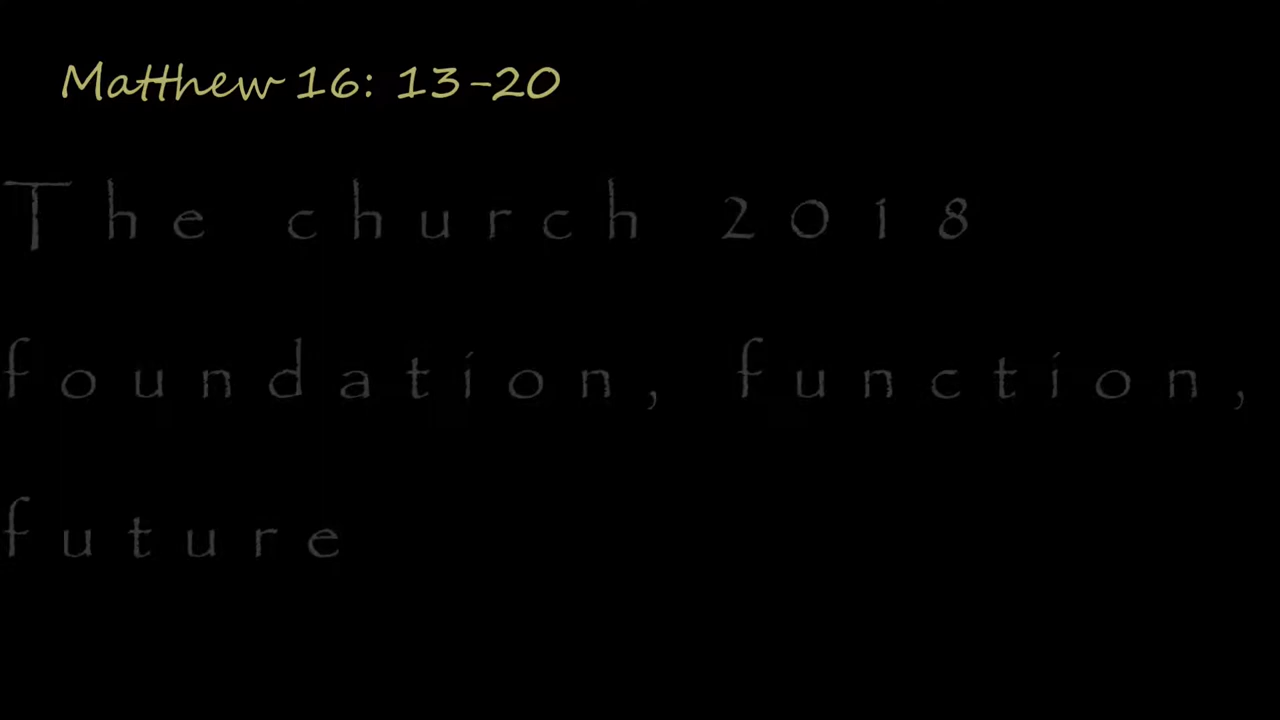 Matthew 16: 13-20
The church 2018
foundation, function,
future